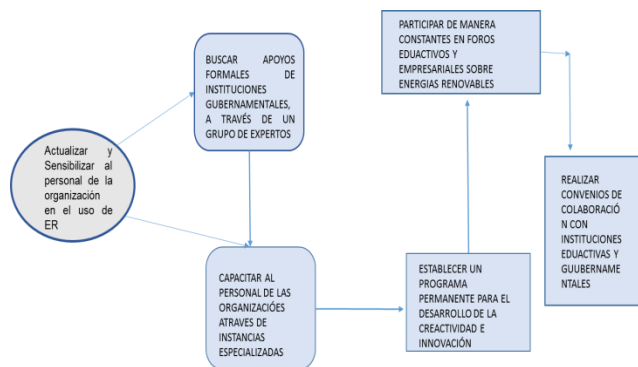 Actualizar y
Sensibilizar al
personal de la
organización
en el uso de
ER
BUSCAR APOYOS
FORMALES DE
INSTITUCIONES
GUBERNAMENTALES,
A TRAVÉS DE UN
GRUPO DE EXPERTOS
CAPACITAR AL
PERSONAL DE LAS
ORGANIZACIÓES
ATRAVES DE
INSTANCIAS
ESPECIALIZADAS
ESTABLECER UN
PROGRAMA
PERMANENTE PARA EL
DESARROLLO DE LA
CREACTIVIDAD E
INNOVACIÓN
PARTICIPAR DE MANERA
CONSTANTES EN FOROS
EDUACTIVOS Y
EMPRESARIALES SOBRE
ENERGIAS RENOVABLES
REALIZAR
CONVENIOS DE
COLABORACIÓ
N CON
INSTITUCIONES
EDUACTIVAS Y
GUUBERNAME
NTALES